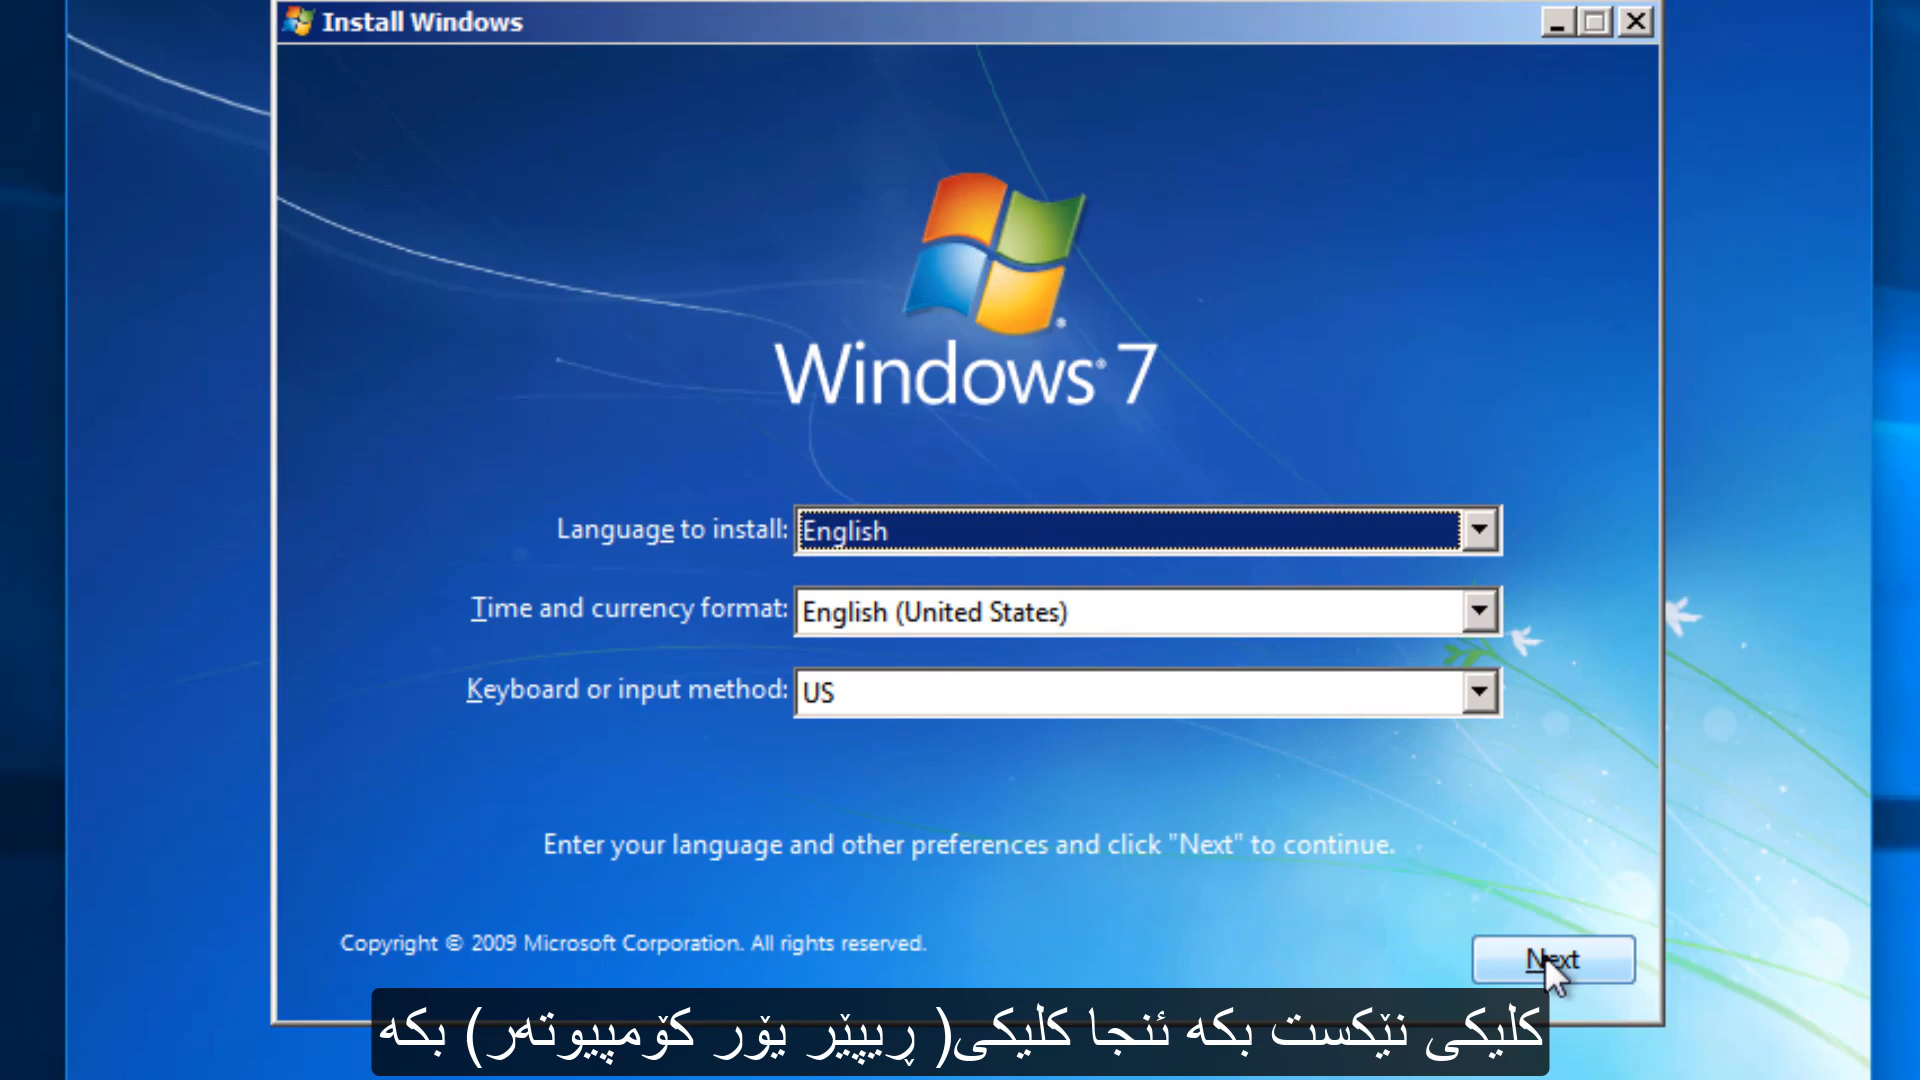 Install Windows
Windows® 7
Language to install: English
Time and currency format: English (United States)
Keyboard or input method: US
Enter your language and other preferences and click "Next" to continue.
Copyright © 2009 Microsoft Corporation. All rights reserved.
Next
کلیکی نێکست بکە ئنجا کلیکی( ڕیپێر یۆر کۆمپیوتەر) بکە